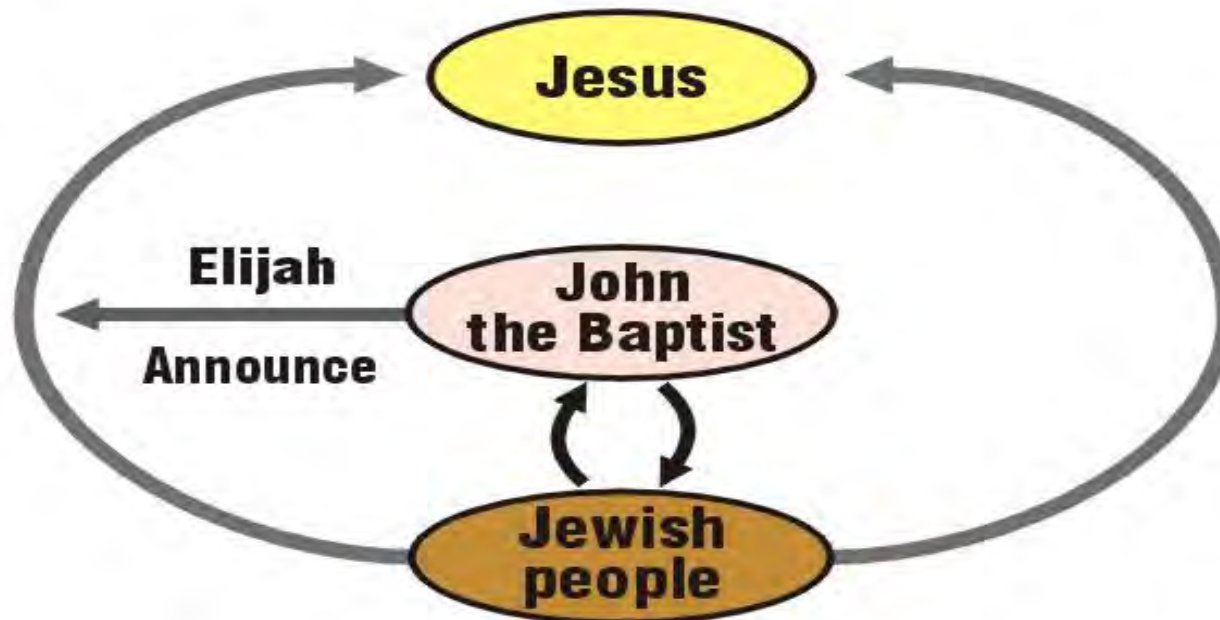 Jesus
Elijah
Announce
John
the Baptist
Jewish
people